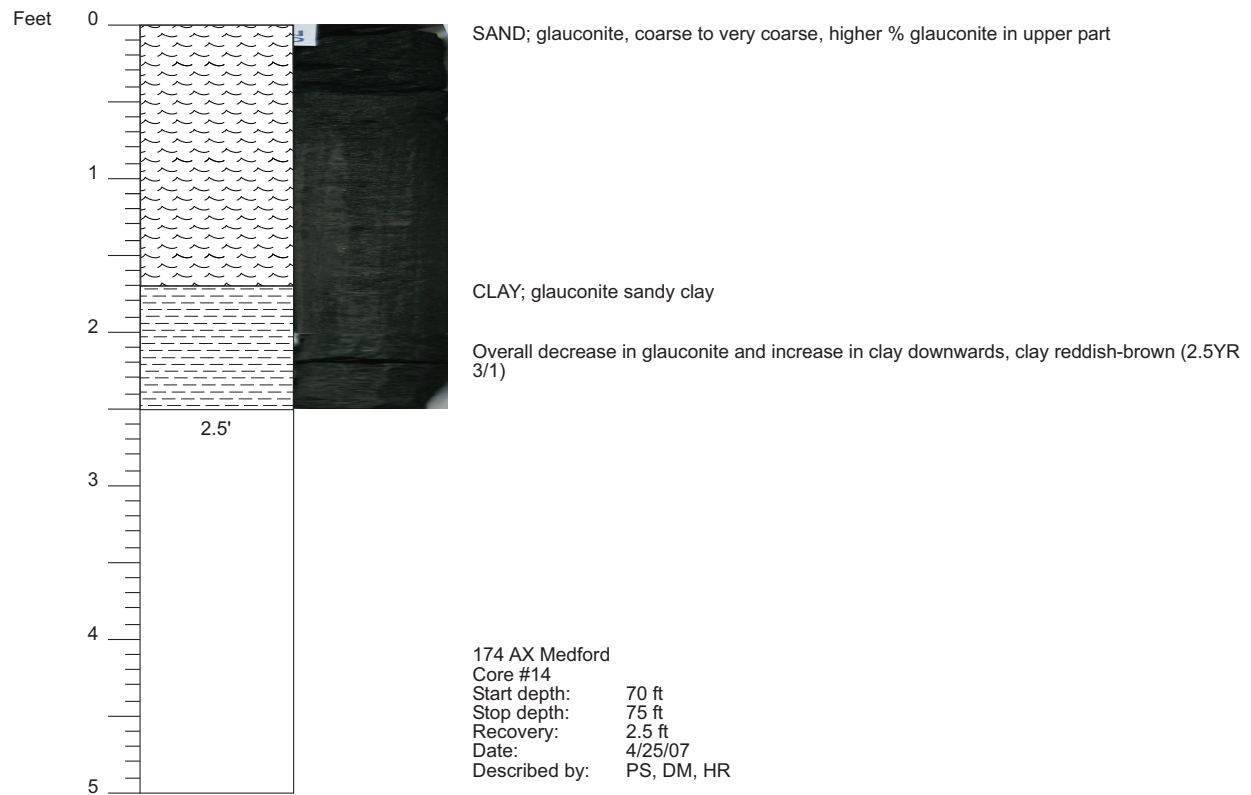 Feet
0
SAND; glauconite, coarse to very coarse, higher % glauconite in upper part
1
CLAY; glauconite sandy clay
2
Overall decrease in glauconite and increase in clay downwards, clay reddish-brown (2.5YR
3/1)
2.5'
3
4
174 AX Medford
Core #14
Start depth: 70 ft
Stop depth: 75 ft
Recovery: 2.5 ft
Date: 4/25/07
Described by: PS, DM, HR
5